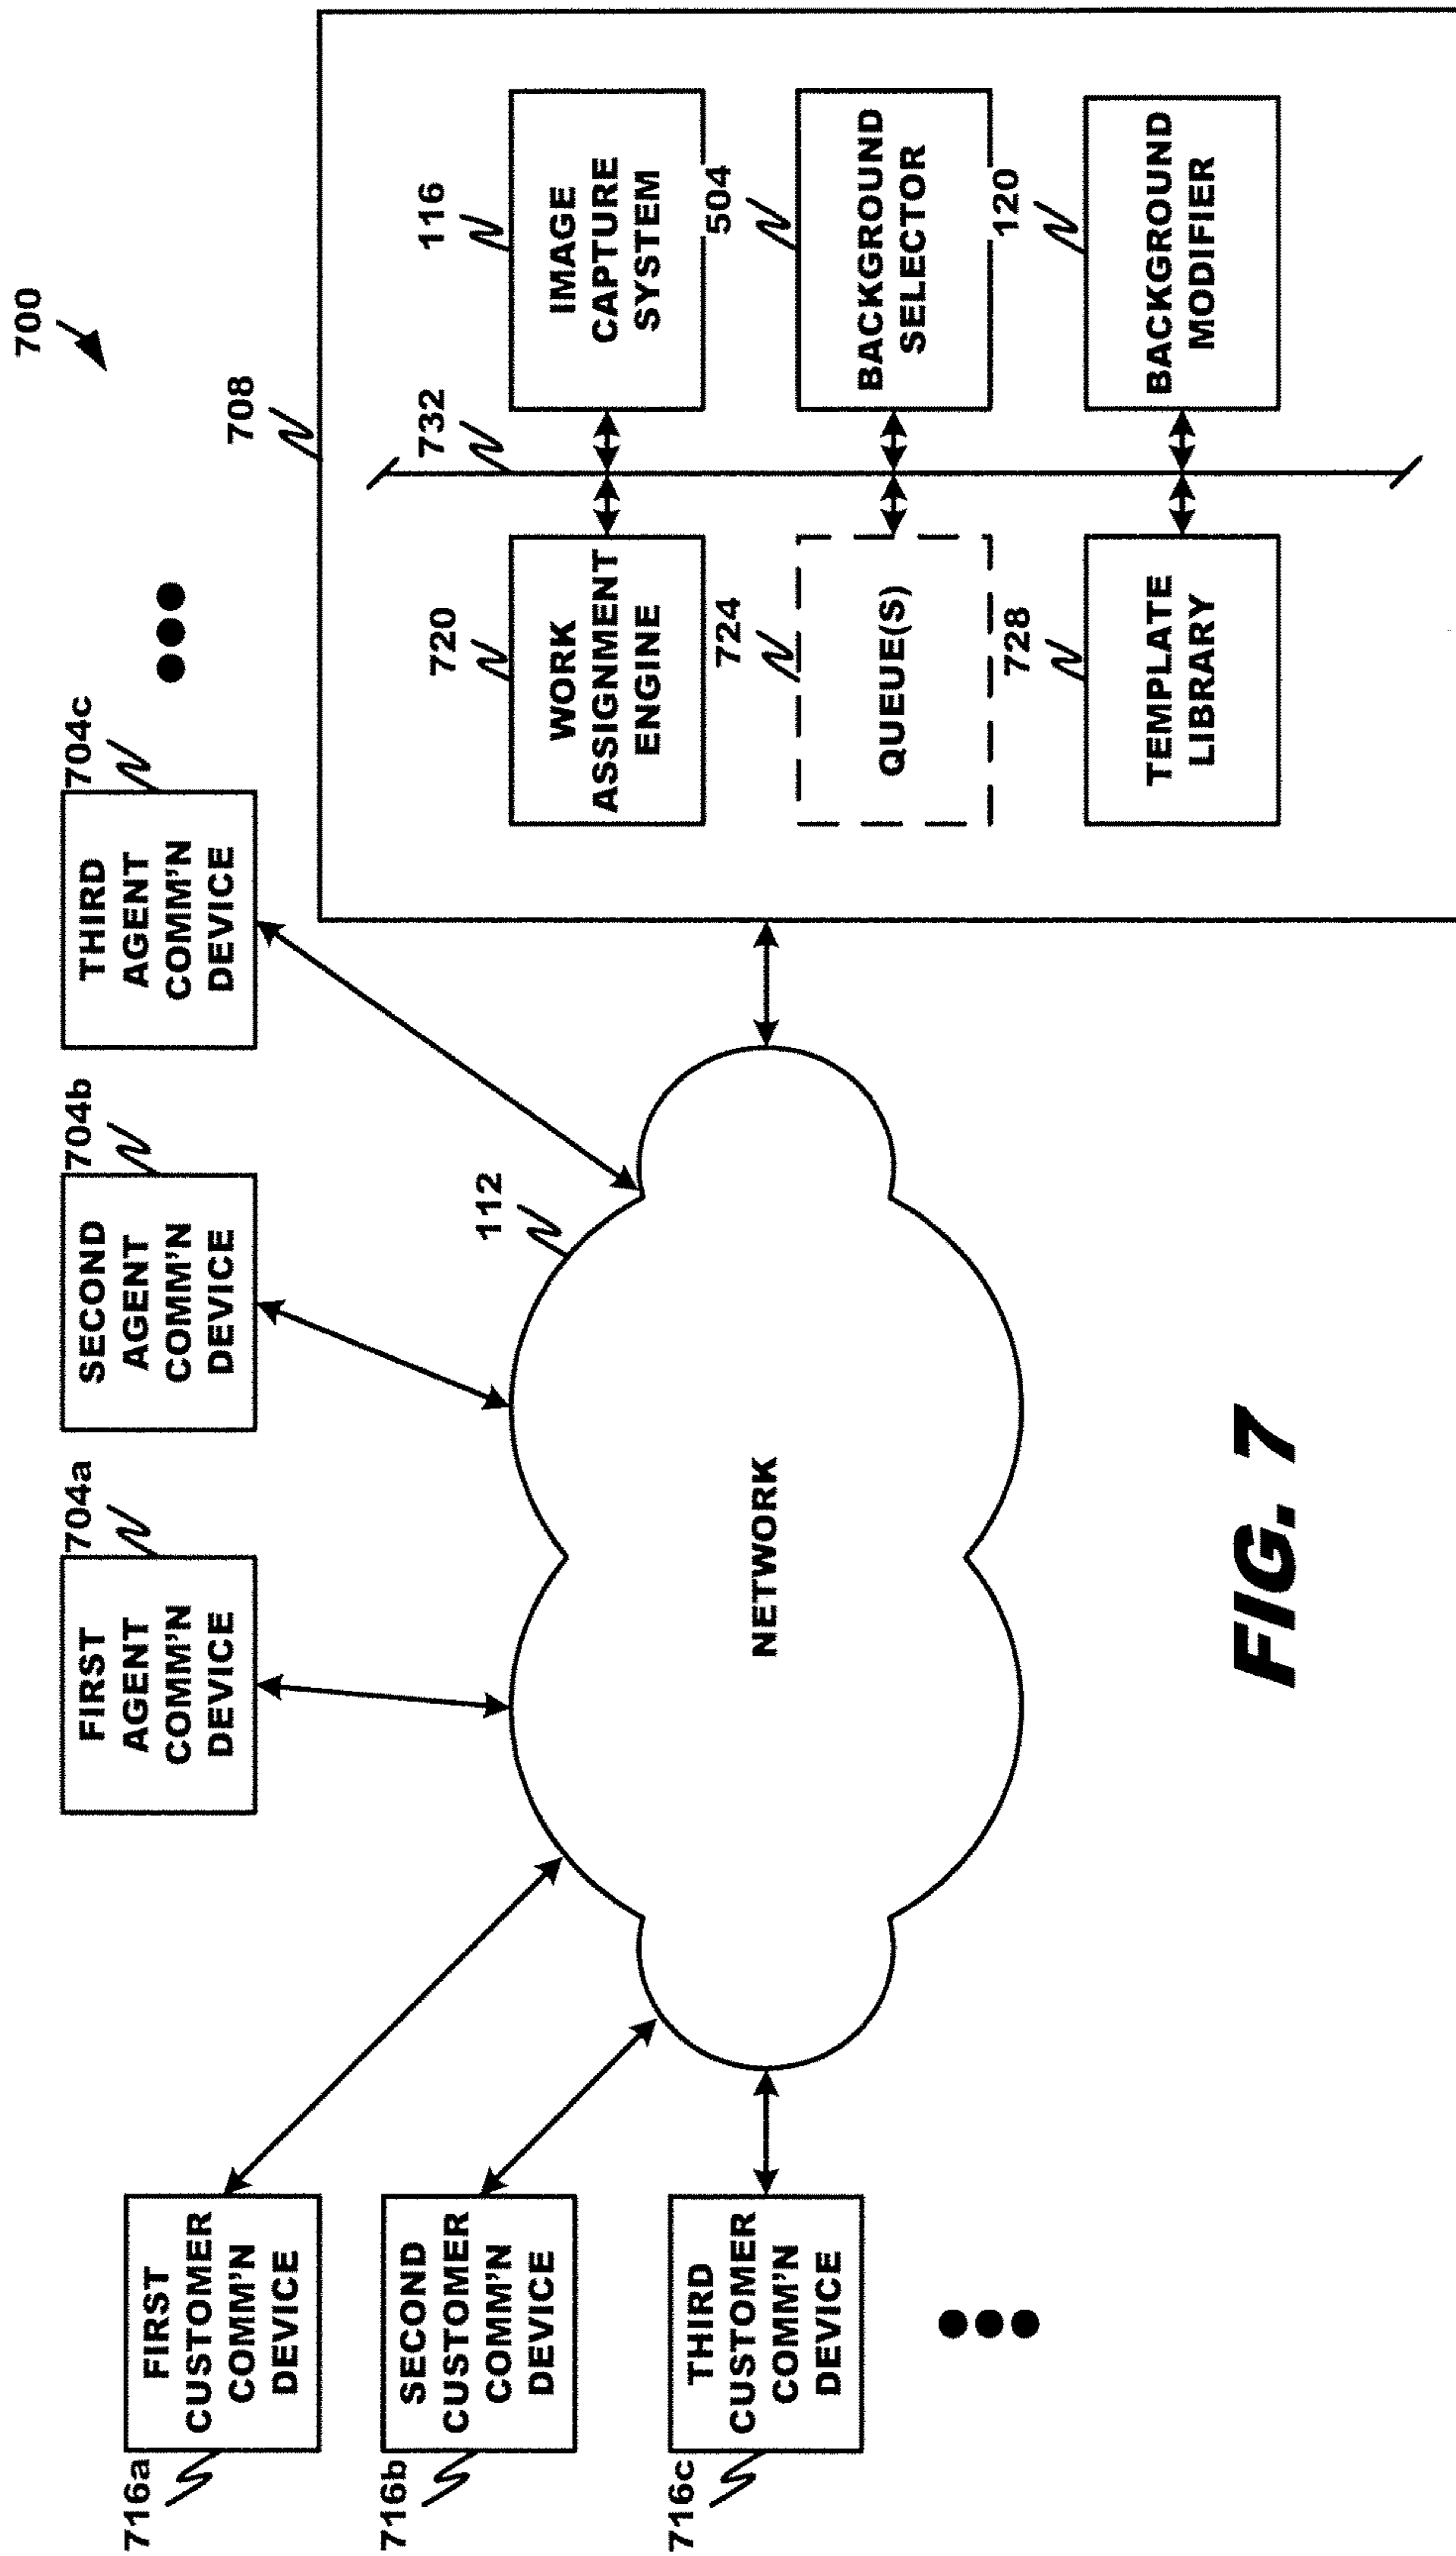 700
704a
FIRST
AGENT
COMM'N
DEVICE
704b
SECOND
AGENT
COMM'N
DEVICE
704c
THIRD
AGENT
COMM'N
DEVICE
716a
FIRST
CUSTOMER
COMM'N
DEVICE
716b
SECOND
CUSTOMER
COMM'N
DEVICE
716c
THIRD
CUSTOMER
COMM'N
DEVICE
112
NETWORK
708
732
720
WORK
ASSIGNMENT
ENGINE
116
IMAGE
CAPTURE
SYSTEM
724
QUEUE(S)
504
BACKGROUND
SELECTOR
728
TEMPLATE
LIBRARY
120
BACKGROUND
MODIFIER
FIG. 7